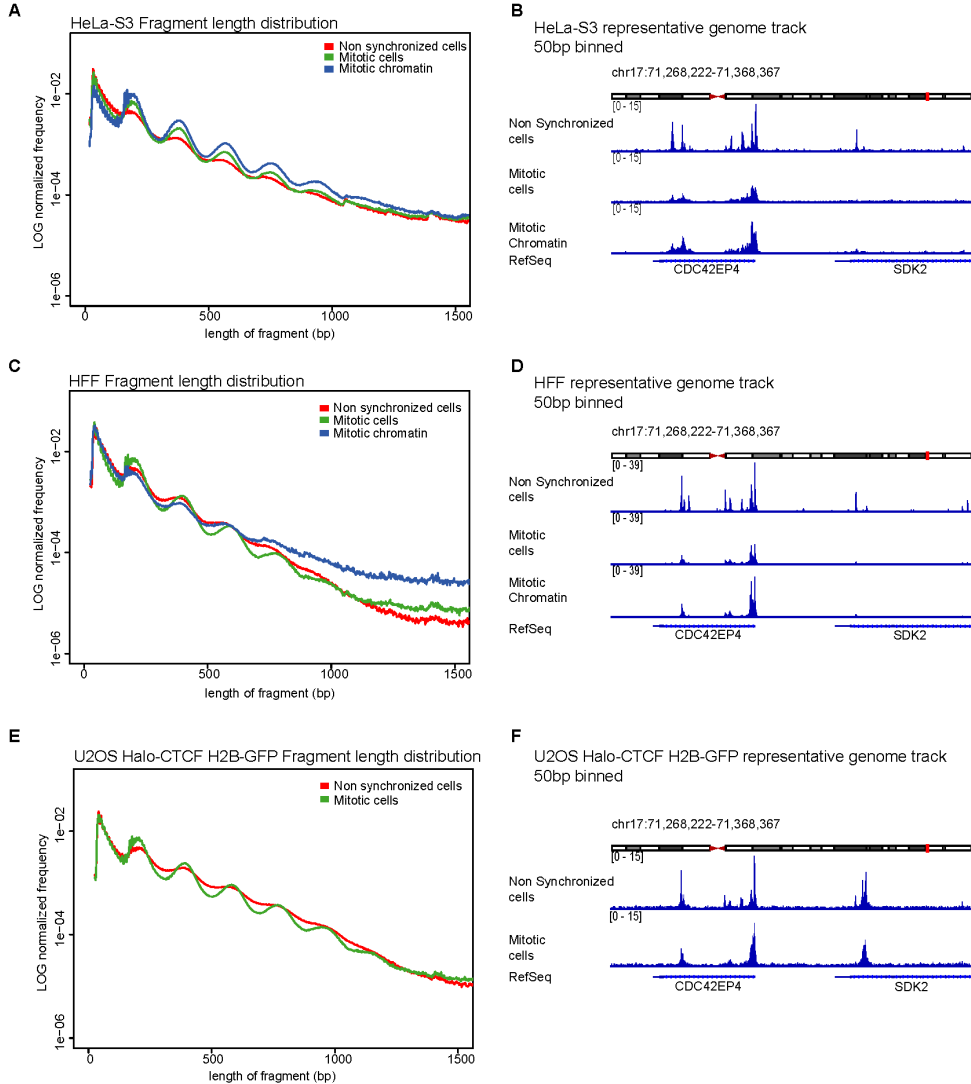 A
HeLa-S3 Fragment length distribution
Non synchronized cells
Mitotic cells
Mitotic chromatin
LOG normalized frequency
1e-02
1e-04
1e-06
0
500
1000
1500
length of fragment (bp)
B
HeLa-S3 representative genome track
50bp binned
chr17:71,268,222-71,368,367
[0 - 15]
Non Synchronized
cells
[0 - 15]
Mitotic
cells
[0 - 15]
Mitotic
Chromatin
RefSeq
CDC42EP4
SDK2
C
HFF Fragment length distribution
Non synchronized cells
Mitotic cells
Mitotic chromatin
LOG normalized frequency
1e-02
1e-04
1e-06
0
500
1000
1500
length of fragment (bp)
D
HFF representative genome track
50bp binned
chr17:71,268,222-71,368,367
[0 - 39]
Non Synchronized
cells
[0 - 39]
Mitotic
cells
[0 - 39]
Mitotic
Chromatin
RefSeq
CDC42EP4
SDK2
E
U2OS Halo-CTCF H2B-GFP Fragment length distribution
Non synchronized cells
Mitotic cells
LOG normalized frequency
1e-02
1e-04
1e-06
0
500
1000
1500
length of fragment (bp)
F
U2OS Halo-CTCF H2B-GFP representative genome track
50bp binned
chr17:71,268,222-71,368,367
[0 - 15]
Non Synchronized
cells
[0 - 15]
Mitotic
cells
RefSeq
CDC42EP4
SDK2